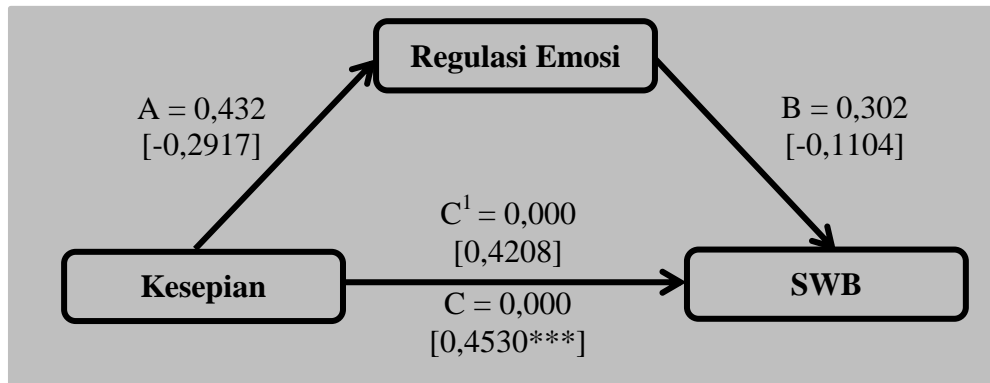 Regulasi Emosi
A = 0,432
[-0,2917]
B = 0,302
[-0,1104]
C¹ = 0,000
[0,4208]
Kesepian
SWB
C = 0,000
[0,4530***]